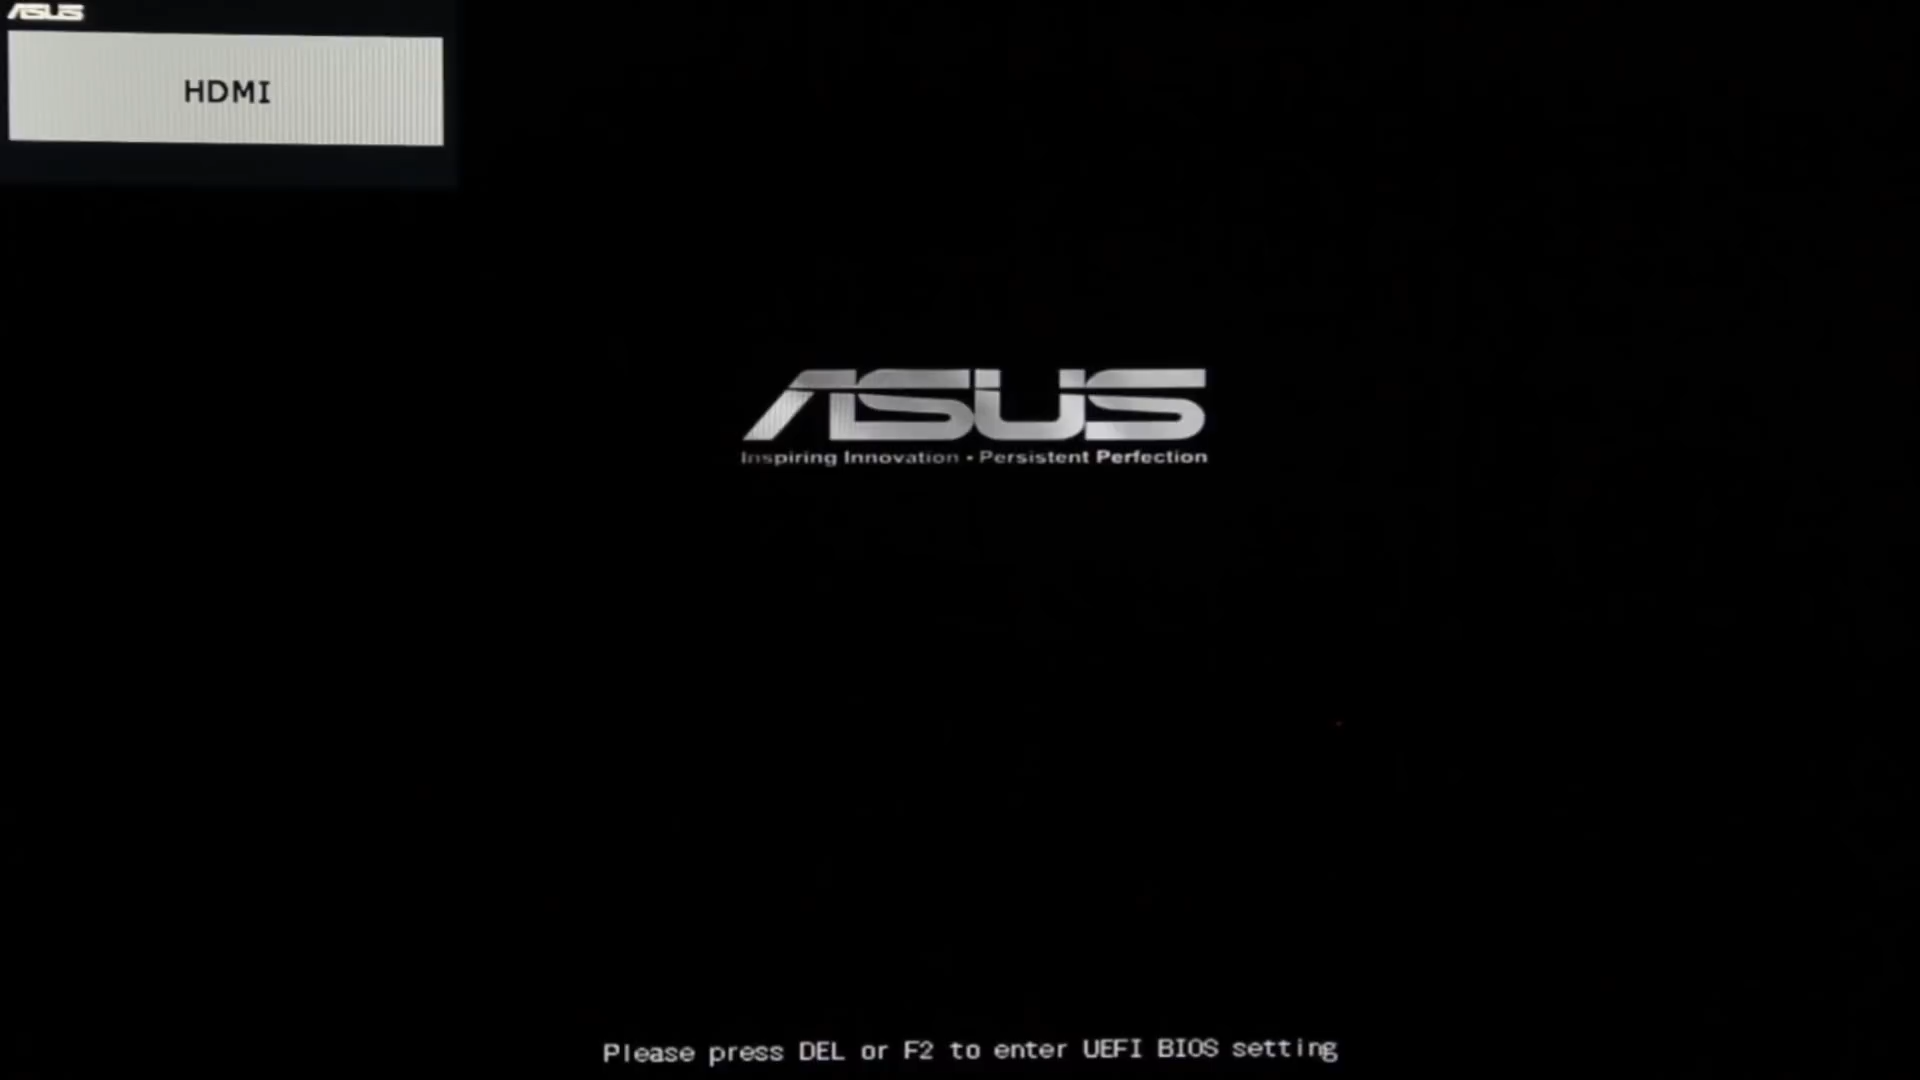 ASUS
HDMI
ASUS
Inspiring Innovation • Persistent Perfection
Please press DEL or F2 to enter UEFI BIOS setting